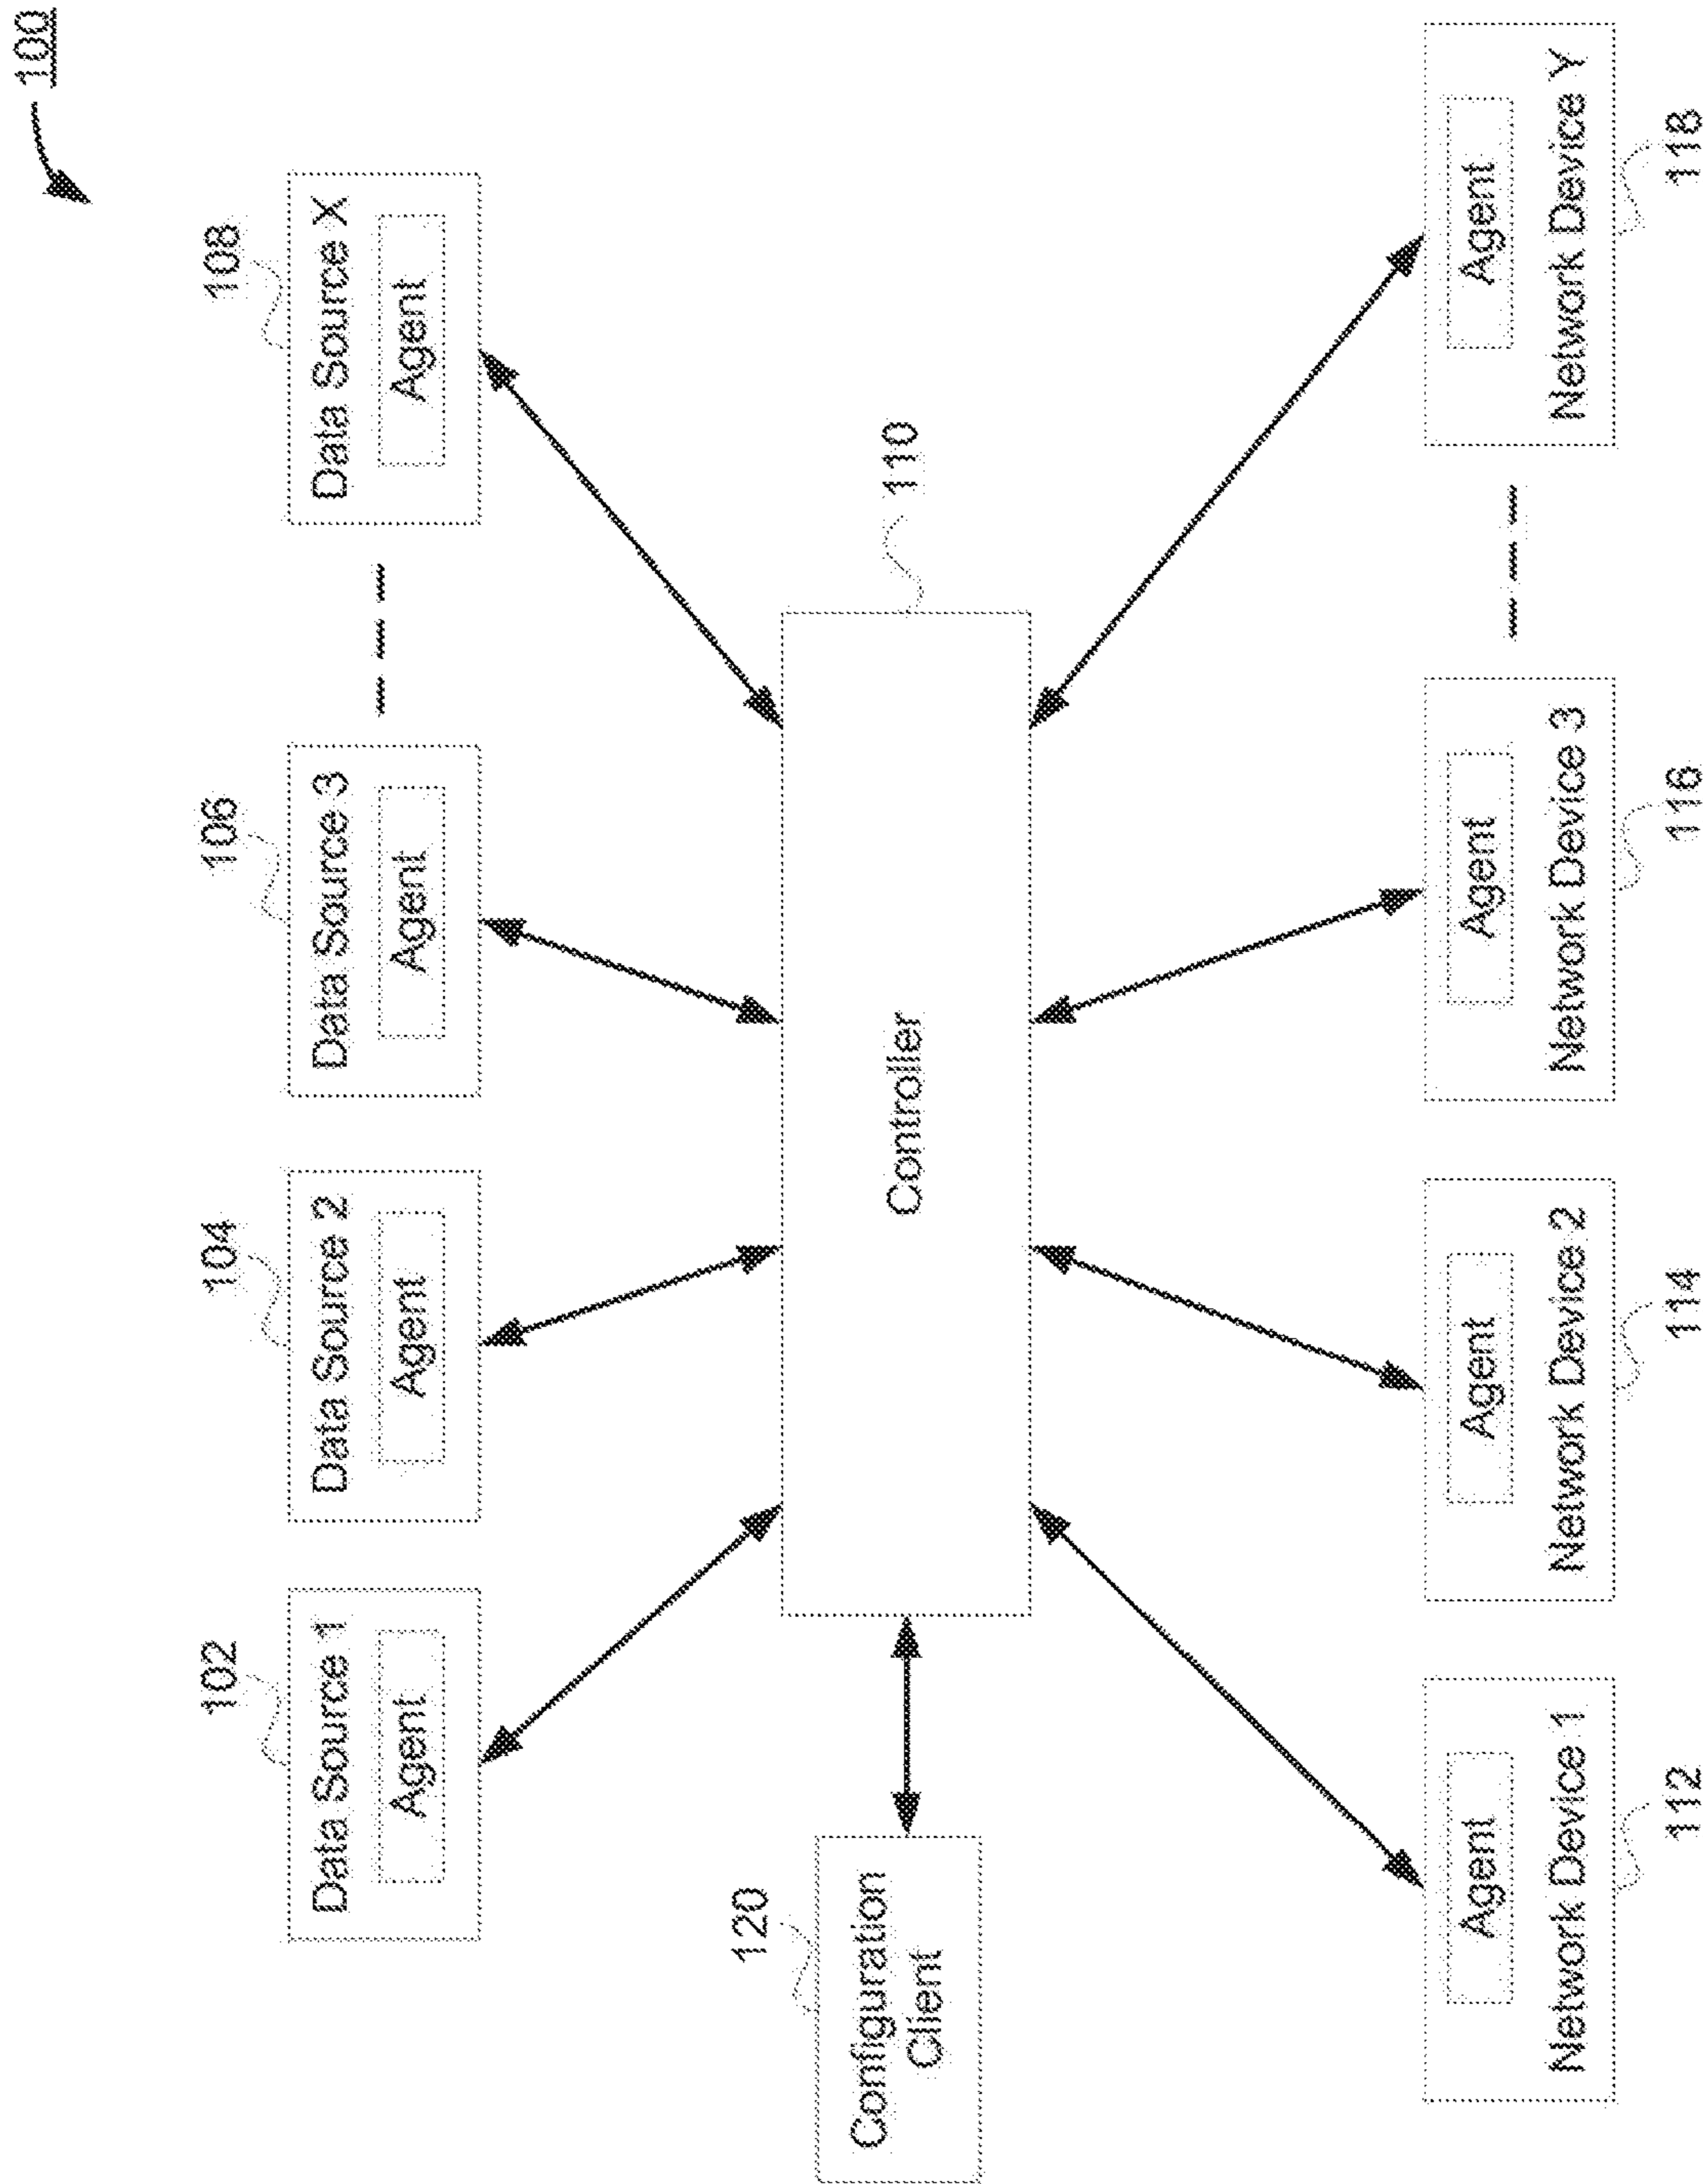 100
102
104
106
108
Data Source 1
Data Source 2
Data Source 3
Data Source X
Agent
Agent
Agent
Agent
110
120
Configuration
Client
Controller
Agent
Agent
Agent
Agent
Network Device 1
Network Device 2
Network Device 3
Network Device Y
112
114
116
118